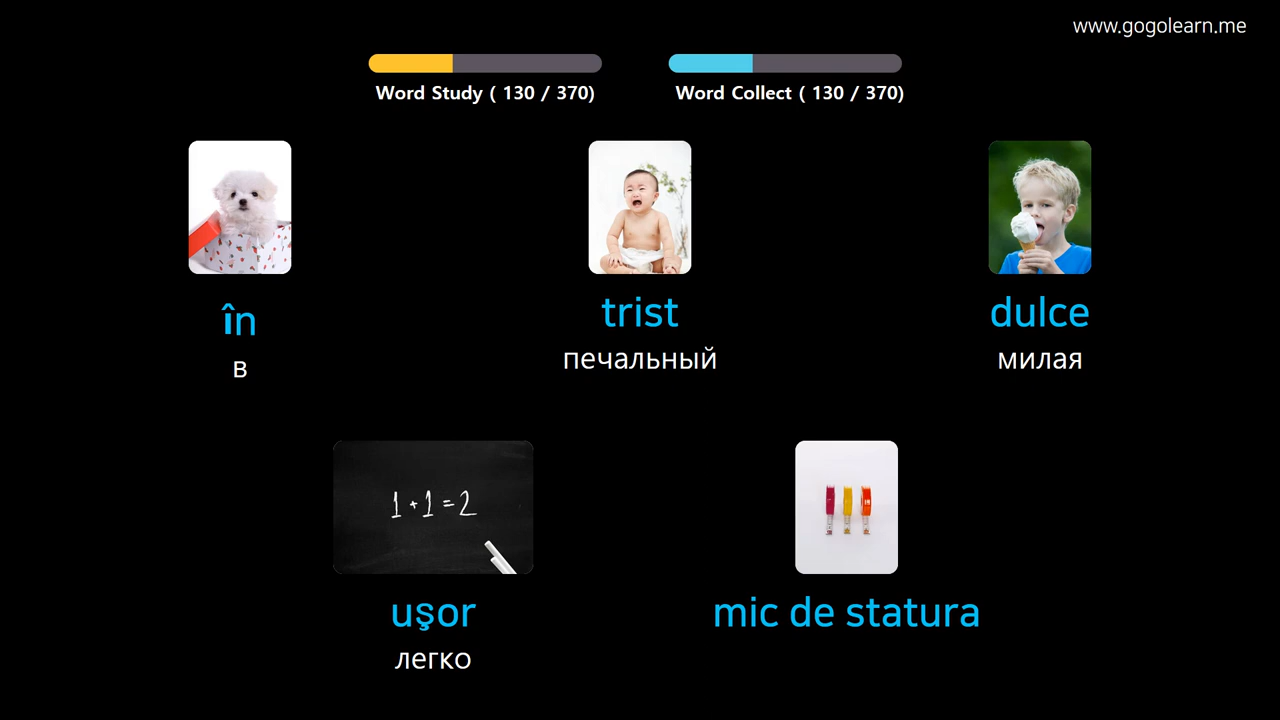 www.gogolearn.me
Word Study ( 130 / 370)
Word Collect ( 130 / 370)
în
trist
dulce
в
печальный
милая
1 + 1 = 2
uşor
mic de statura
легко